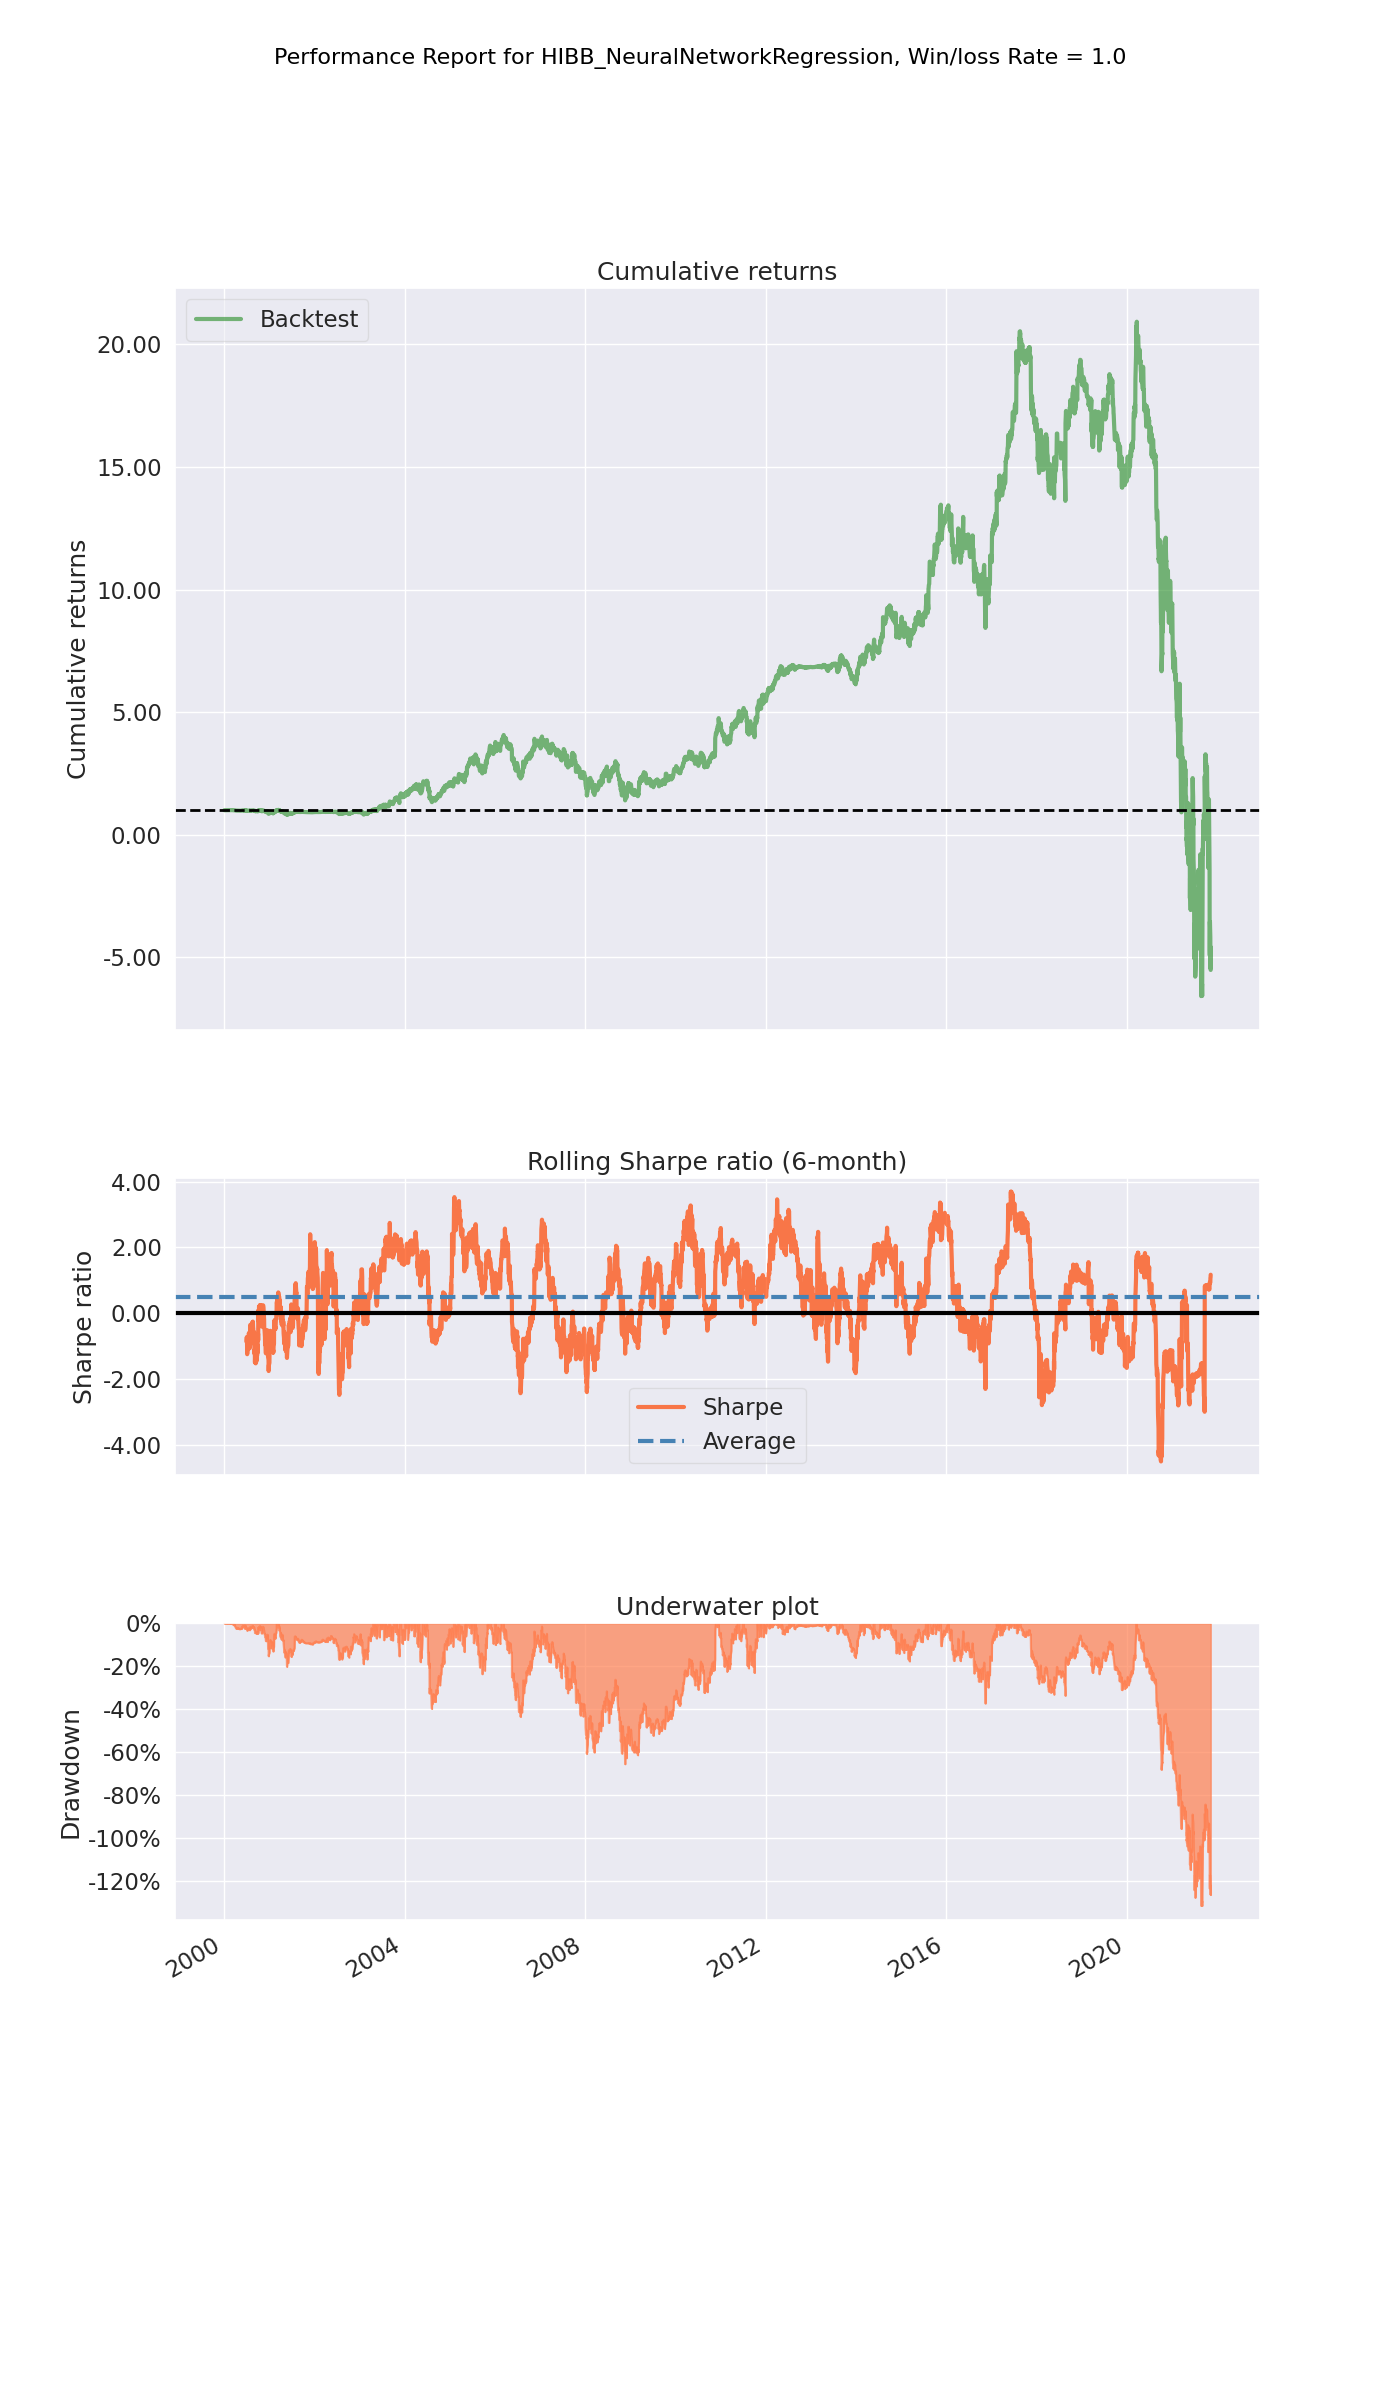 Performance Report for HIBB_NeuralNetworkRegression, Win/loss Rate = 1.0
Cumulative returns
Backtest
20.00
15.00
10.00
5.00
0.00
-5.00
Cumulative returns
Rolling Sharpe ratio (6-month)
4.00
2.00
0.00
-2.00
-4.00
Sharpe ratio
Sharpe
Average
Underwater plot
0%
-20%
-40%
-60%
-80%
-100%
-120%
Drawdown
2000
2004
2008
2012
2016
2020